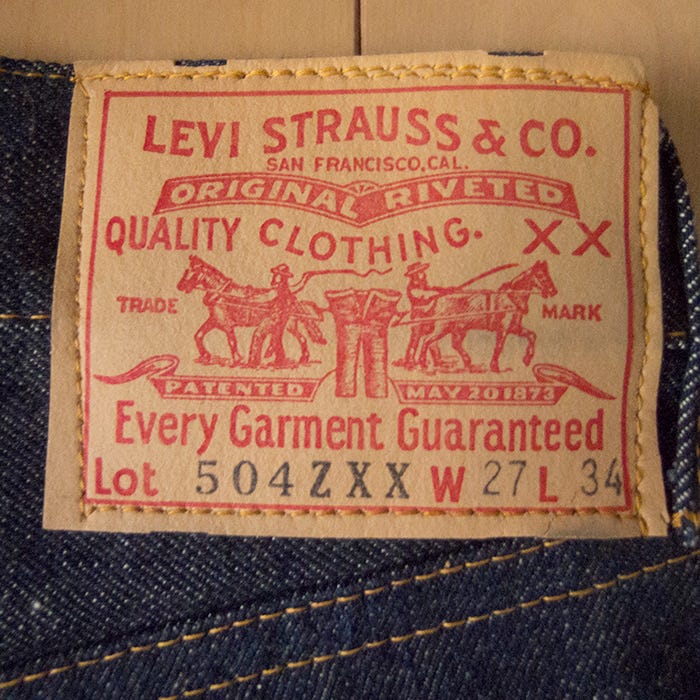 LEVI STRAUSS & CO.
SAN FRANCISCO, CAL.
ORIGINAL RIVETED
QUALITY CLOTHING. XX
TRADE MARK
PATENTED MAY 20 1873
Every Garment Guaranteed
Lot 504ZXX W 27 L 34